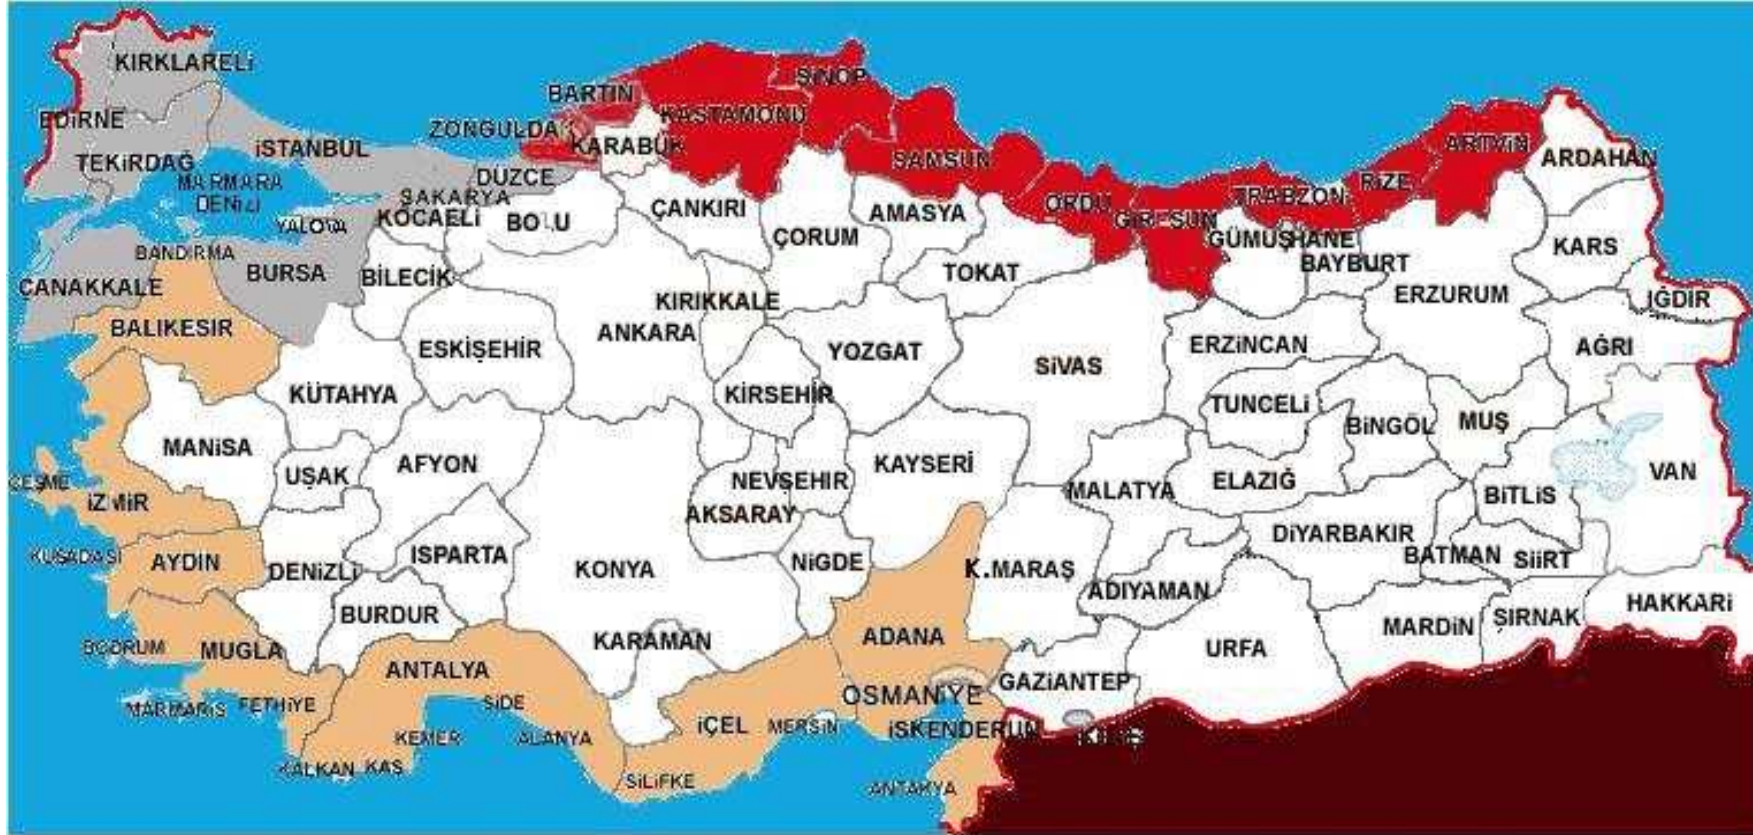 KIRKLARELİ
SİNOP
BARTIN
KASTAMONU
EDİRNE
ZONGULDAK
KARABÜK
İSTANBUL
SAMSUN
ARTVİN
TEKİRDAĞ
ARDAHAN
MARMARA
DENİZİ
DÜZCE
SAKARYA
RİZE
TRABZON
ORDU
ÇANKIRI
AMASYA
KOCAELİ
YALOVA
BOLU
GİRESUN
ÇORUM
GÜMUŞHANE
KARS
BANDIRMA
BURSA
BİLECİK
TOKAT
BAYBURT
ÇANAKKALE
ERZURUM
IĞDIR
KIRIKKALE
BALIKESİR
ANKARA
ESKİŞEHİR
YOZGAT
ERZİNCAN
AĞRI
SİVAS
KÜTAHYA
KİRSEHİR
TUNCELİ
BİNGÖL
MUŞ
MANİSA
UŞAK
AFYON
KAYSERİ
VAN
NEVŞEHİR
ELAZIĞ
ÇEŞME
İZMİR
MALATYA
BİTLİS
AKSARAY
DİYARBAKIR
KUŞADASI
AYDIN
ISPARTA
BATMAN
SİİRT
DENİZLİ
KONYA
NİGDE
K.MARAŞ
ADIYAMAN
HAKKARİ
BURDUR
ŞIRNAK
MARDİN
ADANA
KARAMAN
BODRUM
MUGLA
URFA
ANTALYA
GAZİANTEP
OSMANİYE
MARMARİS
FETHİYE
SİDE
İÇEL
MERSİN
İSKENDERUN
KEMER
ALANYA
KALKAN
KAŞ
SİLİFKE
ANTAKYA